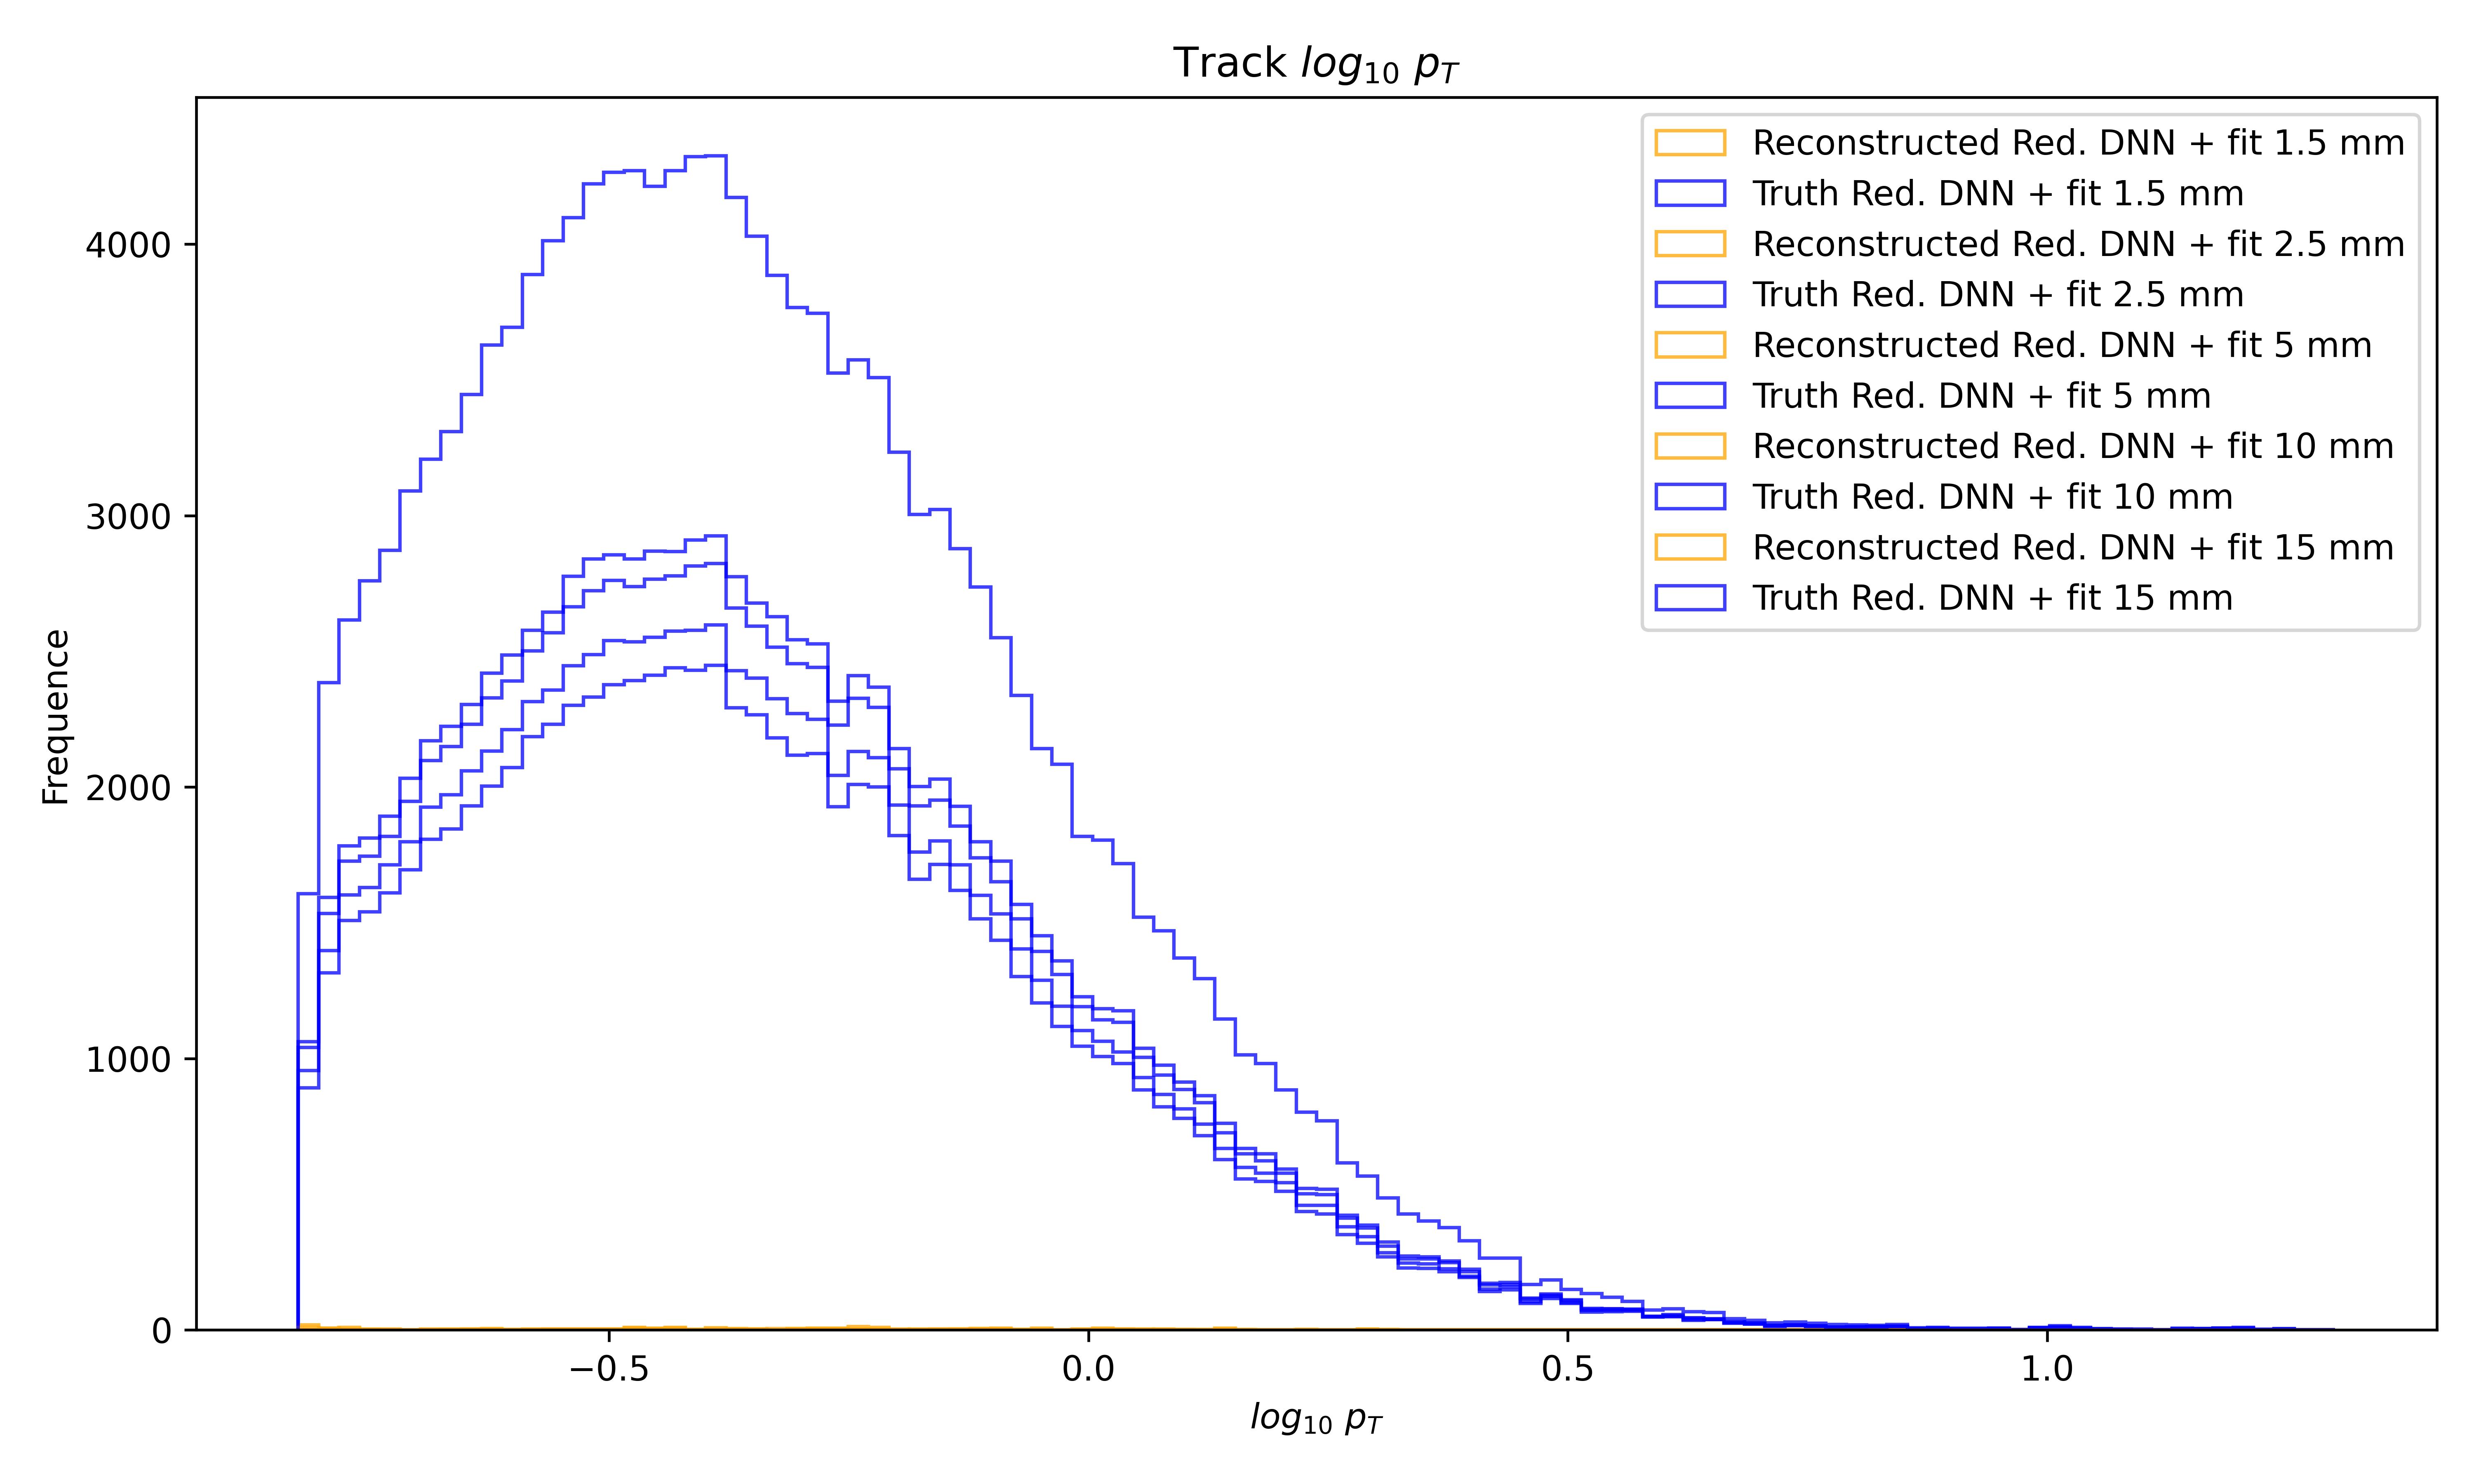 Track log₁₀ p_T
Reconstructed Red. DNN + fit 1.5 mm
Truth Red. DNN + fit 1.5 mm
Reconstructed Red. DNN + fit 2.5 mm
Truth Red. DNN + fit 2.5 mm
Reconstructed Red. DNN + fit 5 mm
Truth Red. DNN + fit 5 mm
Reconstructed Red. DNN + fit 10 mm
Truth Red. DNN + fit 10 mm
Reconstructed Red. DNN + fit 15 mm
Truth Red. DNN + fit 15 mm
Frequence
4000
3000
2000
1000
0
−0.5 0.0 0.5 1.0
log₁₀ p_T